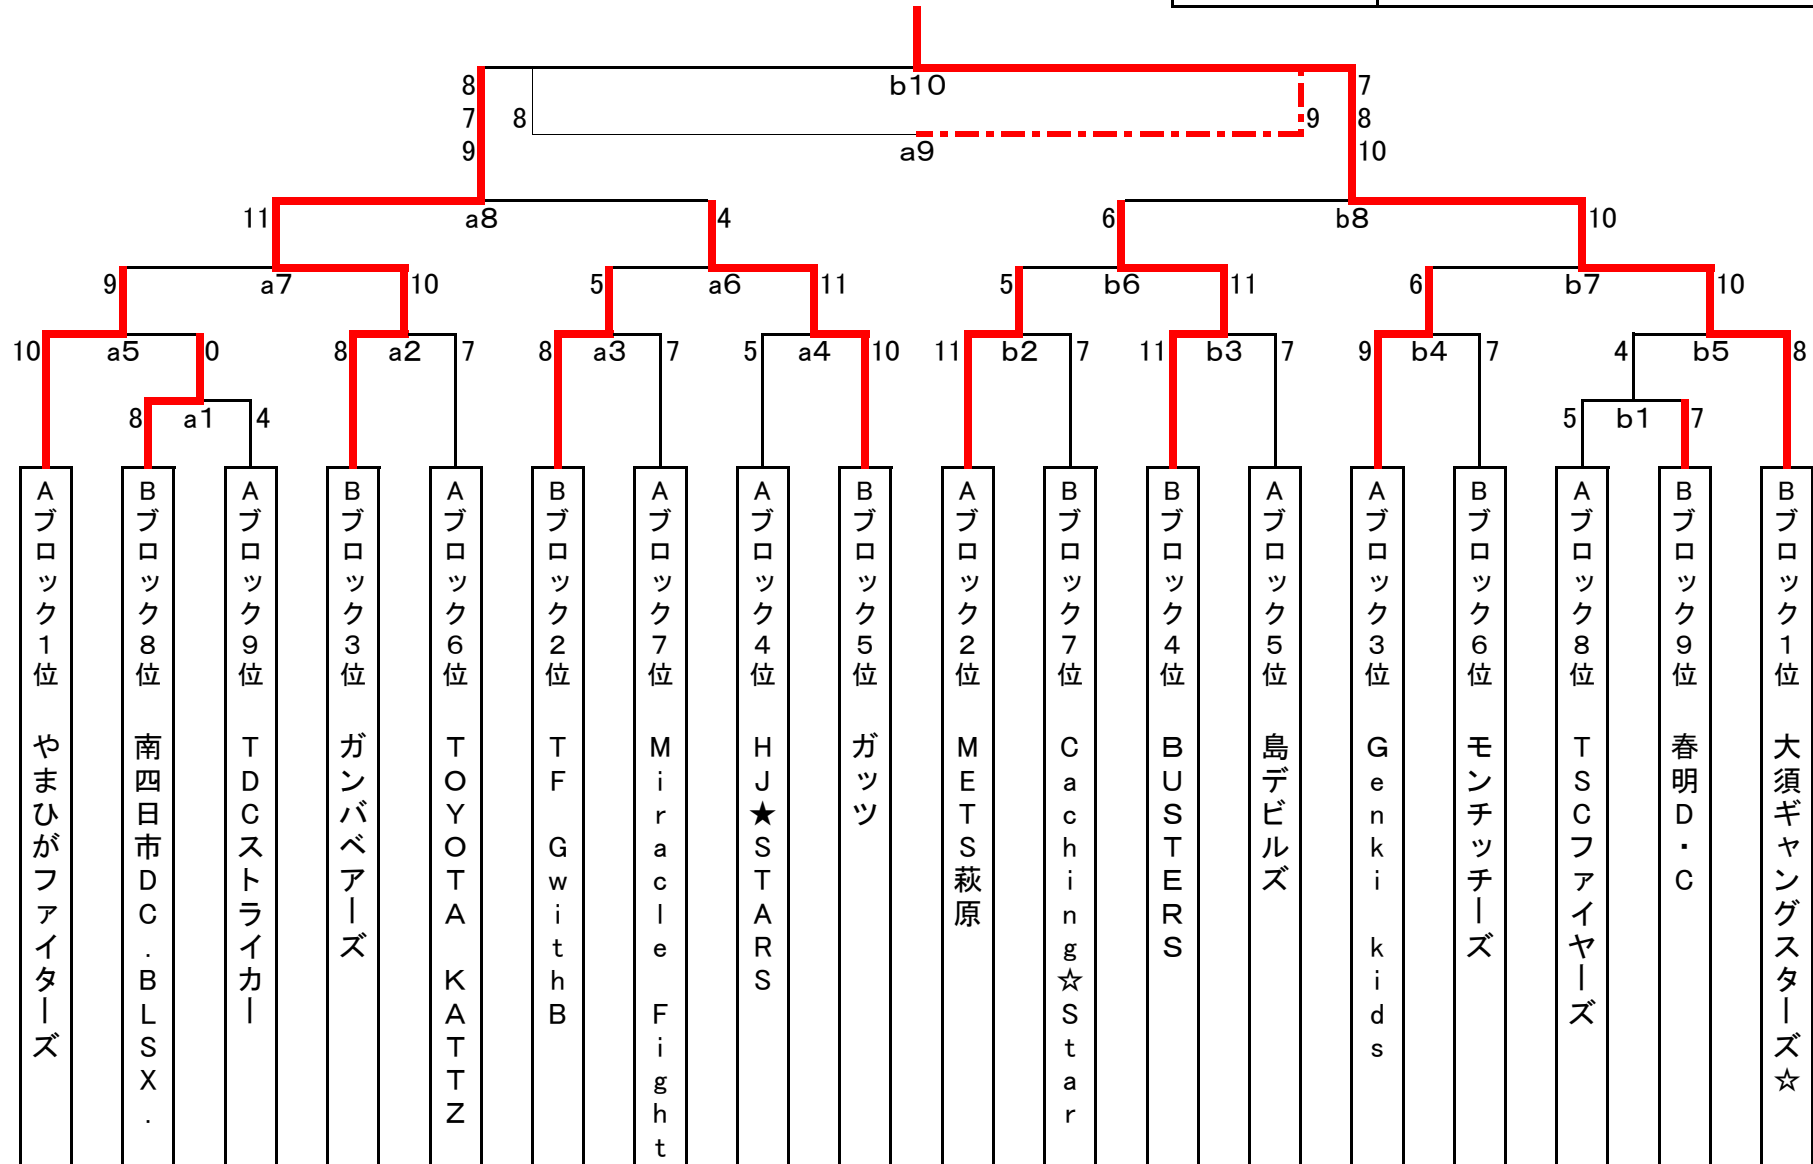 b10
8 7
7 8 9 8
a9
9 10
11 a8 4 6 b8 10
9 a7 10 5 a6 11 5 b6 11 6 b7 10
10 a5 0 8 a2 7 8 a3 7 5 a4 10 11 b2 7 11 b3 7 9 b4 7 4 b5 8
8 a1 4 5 b1 7
Aブロック1位 やまひがファイターズ
Bブロック8位 南四日市DC.BLSX.
Aブロック9位 TDCストライカー
Bブロック3位 ガンバベアーズ
Aブロック6位 TOYOTA KATTZ
Bブロック2位 TF GwithB
Aブロック7位 Miracle Fight
Aブロック4位 HJ★STARS
Bブロック5位 ガッツ
Aブロック2位 METS萩原
Bブロック7位 Caching☆Star
Bブロック4位 BUSTERS
Aブロック5位 島デビルズ
Aブロック3位 Genki kids
Bブロック6位 モンチッチーズ
Aブロック8位 TSCファイヤーズ
Bブロック9位 春明D・C
Bブロック1位 大須ギャングスターズ☆